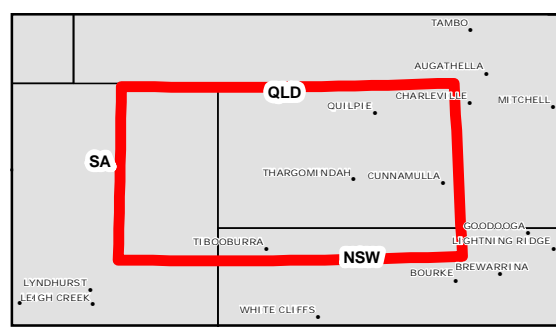 TAMBO
AUGATHELLA
QLD
CHARLEVILLE
QUILPIE
MITCHELL
SA
THARGOMINDAH
CUNNAMULLA
GOODOOGA
TIBOOBURRA
LIGHTNING RIDGE
NSW
BREWARRINA
BOURKE
LYNDHURST
LEIGH CREEK
WHITE CLIFFS